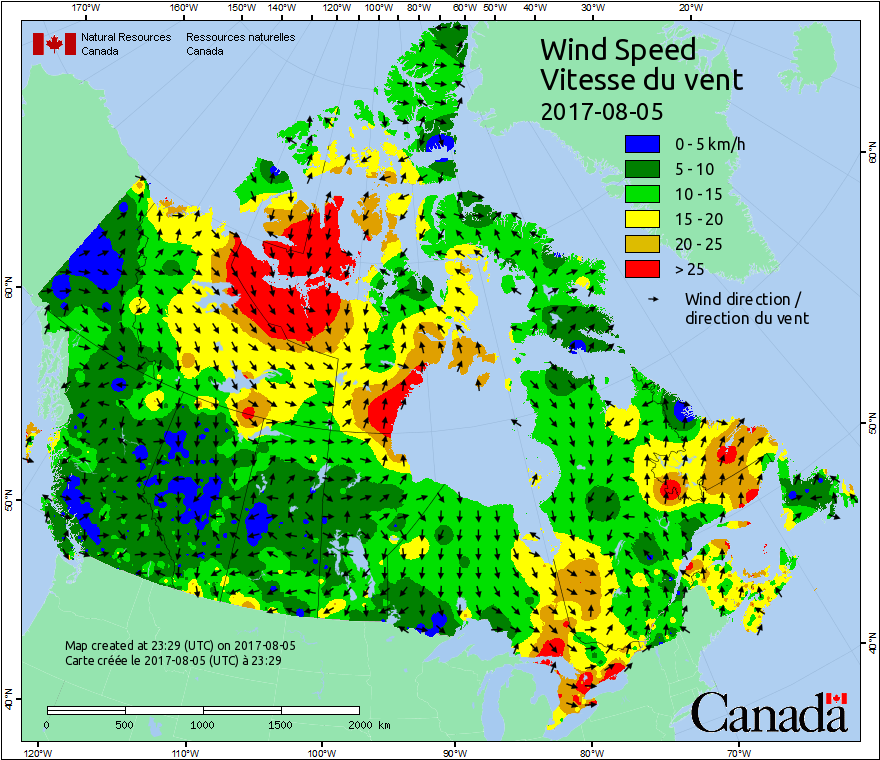 170°W 160°W 150°W 140°W 120°W 100°W 80°W 60°W 50°W 40°W 30°W 20°W
Natural Resources Canada
Ressources naturelles Canada
Wind Speed
Vitesse du vent
2017-08-05
0 - 5 km/h
5 - 10
10 - 15
15 - 20
20 - 25
> 25
Wind direction /
direction du vent
60°N
50°N
40°N
60°N
50°N
40°N
Map created at 23:29 (UTC) on 2017-08-05
Carte créée le 2017-08-05 (UTC) à 23:29
0 500 1000 1500 2000 km
Canada
120°W 110°W 100°W 90°W 80°W 70°W